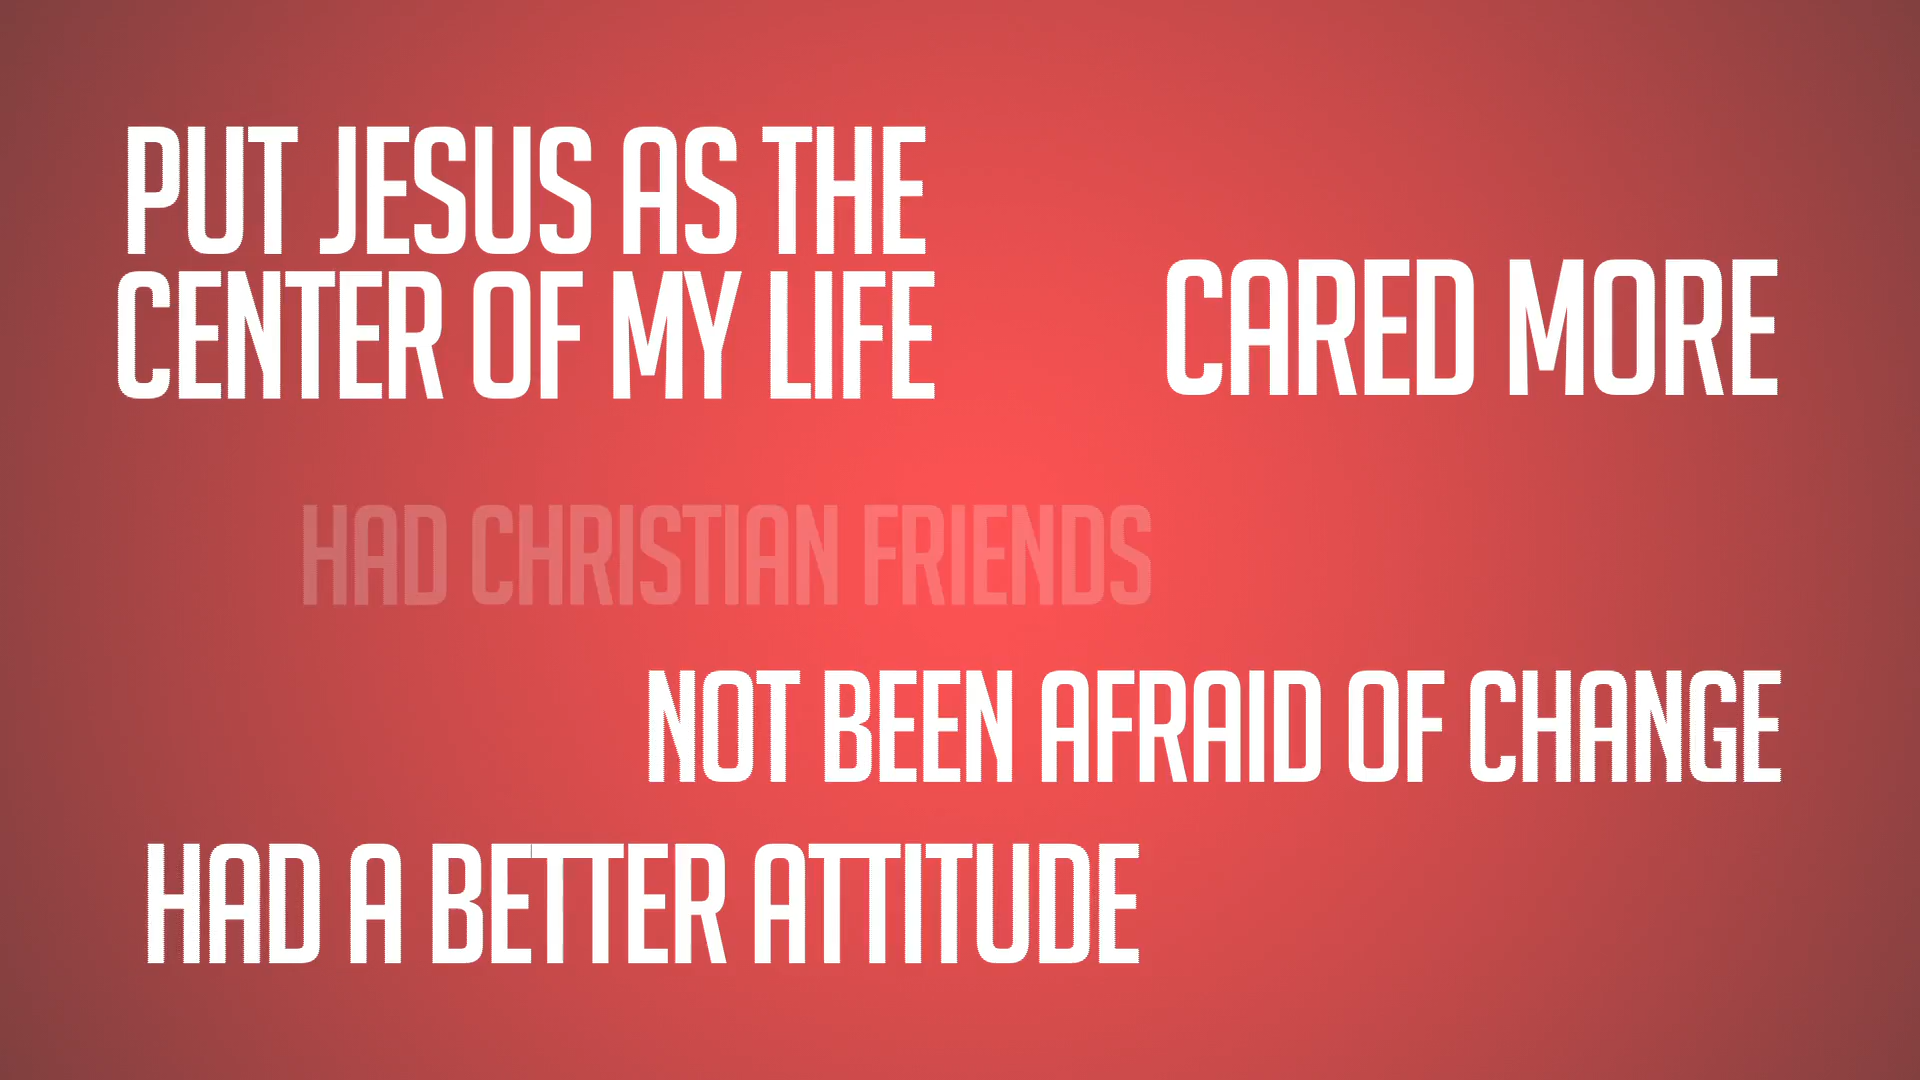 PUT JESUS AS THE
CENTER OF MY LIFE
CARED MORE
HAD CHRISTIAN FRIENDS
NOT BEEN AFRAID OF CHANGE
HAD A BETTER ATTITUDE